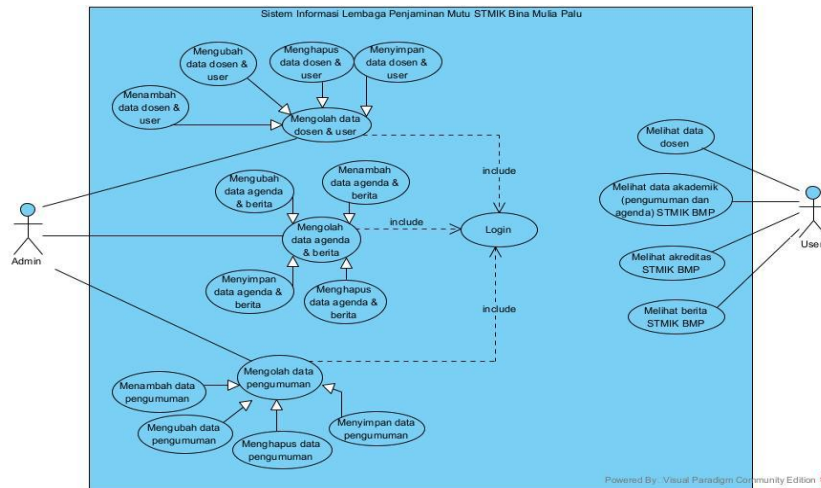 Sistem Informasi Lembaga Penjaminan Mutu STMIK Bina Mulia Palu
Mengubah
data dosen &
user
Menghapus
data dosen
& user
Menyimpan
data dosen &
user
Menambah
data dosen &
user
Mengolah data
dosen & user
include
Mengubah
data agenda
& berita
Menambah
data agenda &
berita
Mengolah
data agenda
& berita
include
Login
Admin
Menyimpan
data agenda &
berita
Menghapus
data agenda &
berita
include
Mengolah data
pengumuman
Menambah data
pengumuman
Mengubah data
pengumuman
Menghapus data
pengumuman
Menyimpan data
pengumuman
Melihat data
dosen
Melihat data akademik
(pengumuman dan
agenda) STMIK BMP
User
Melihat akreditas
STMIK BMP
Melihat berita
STMIK BMP
Powered By: Visual Paradigm Community Edition